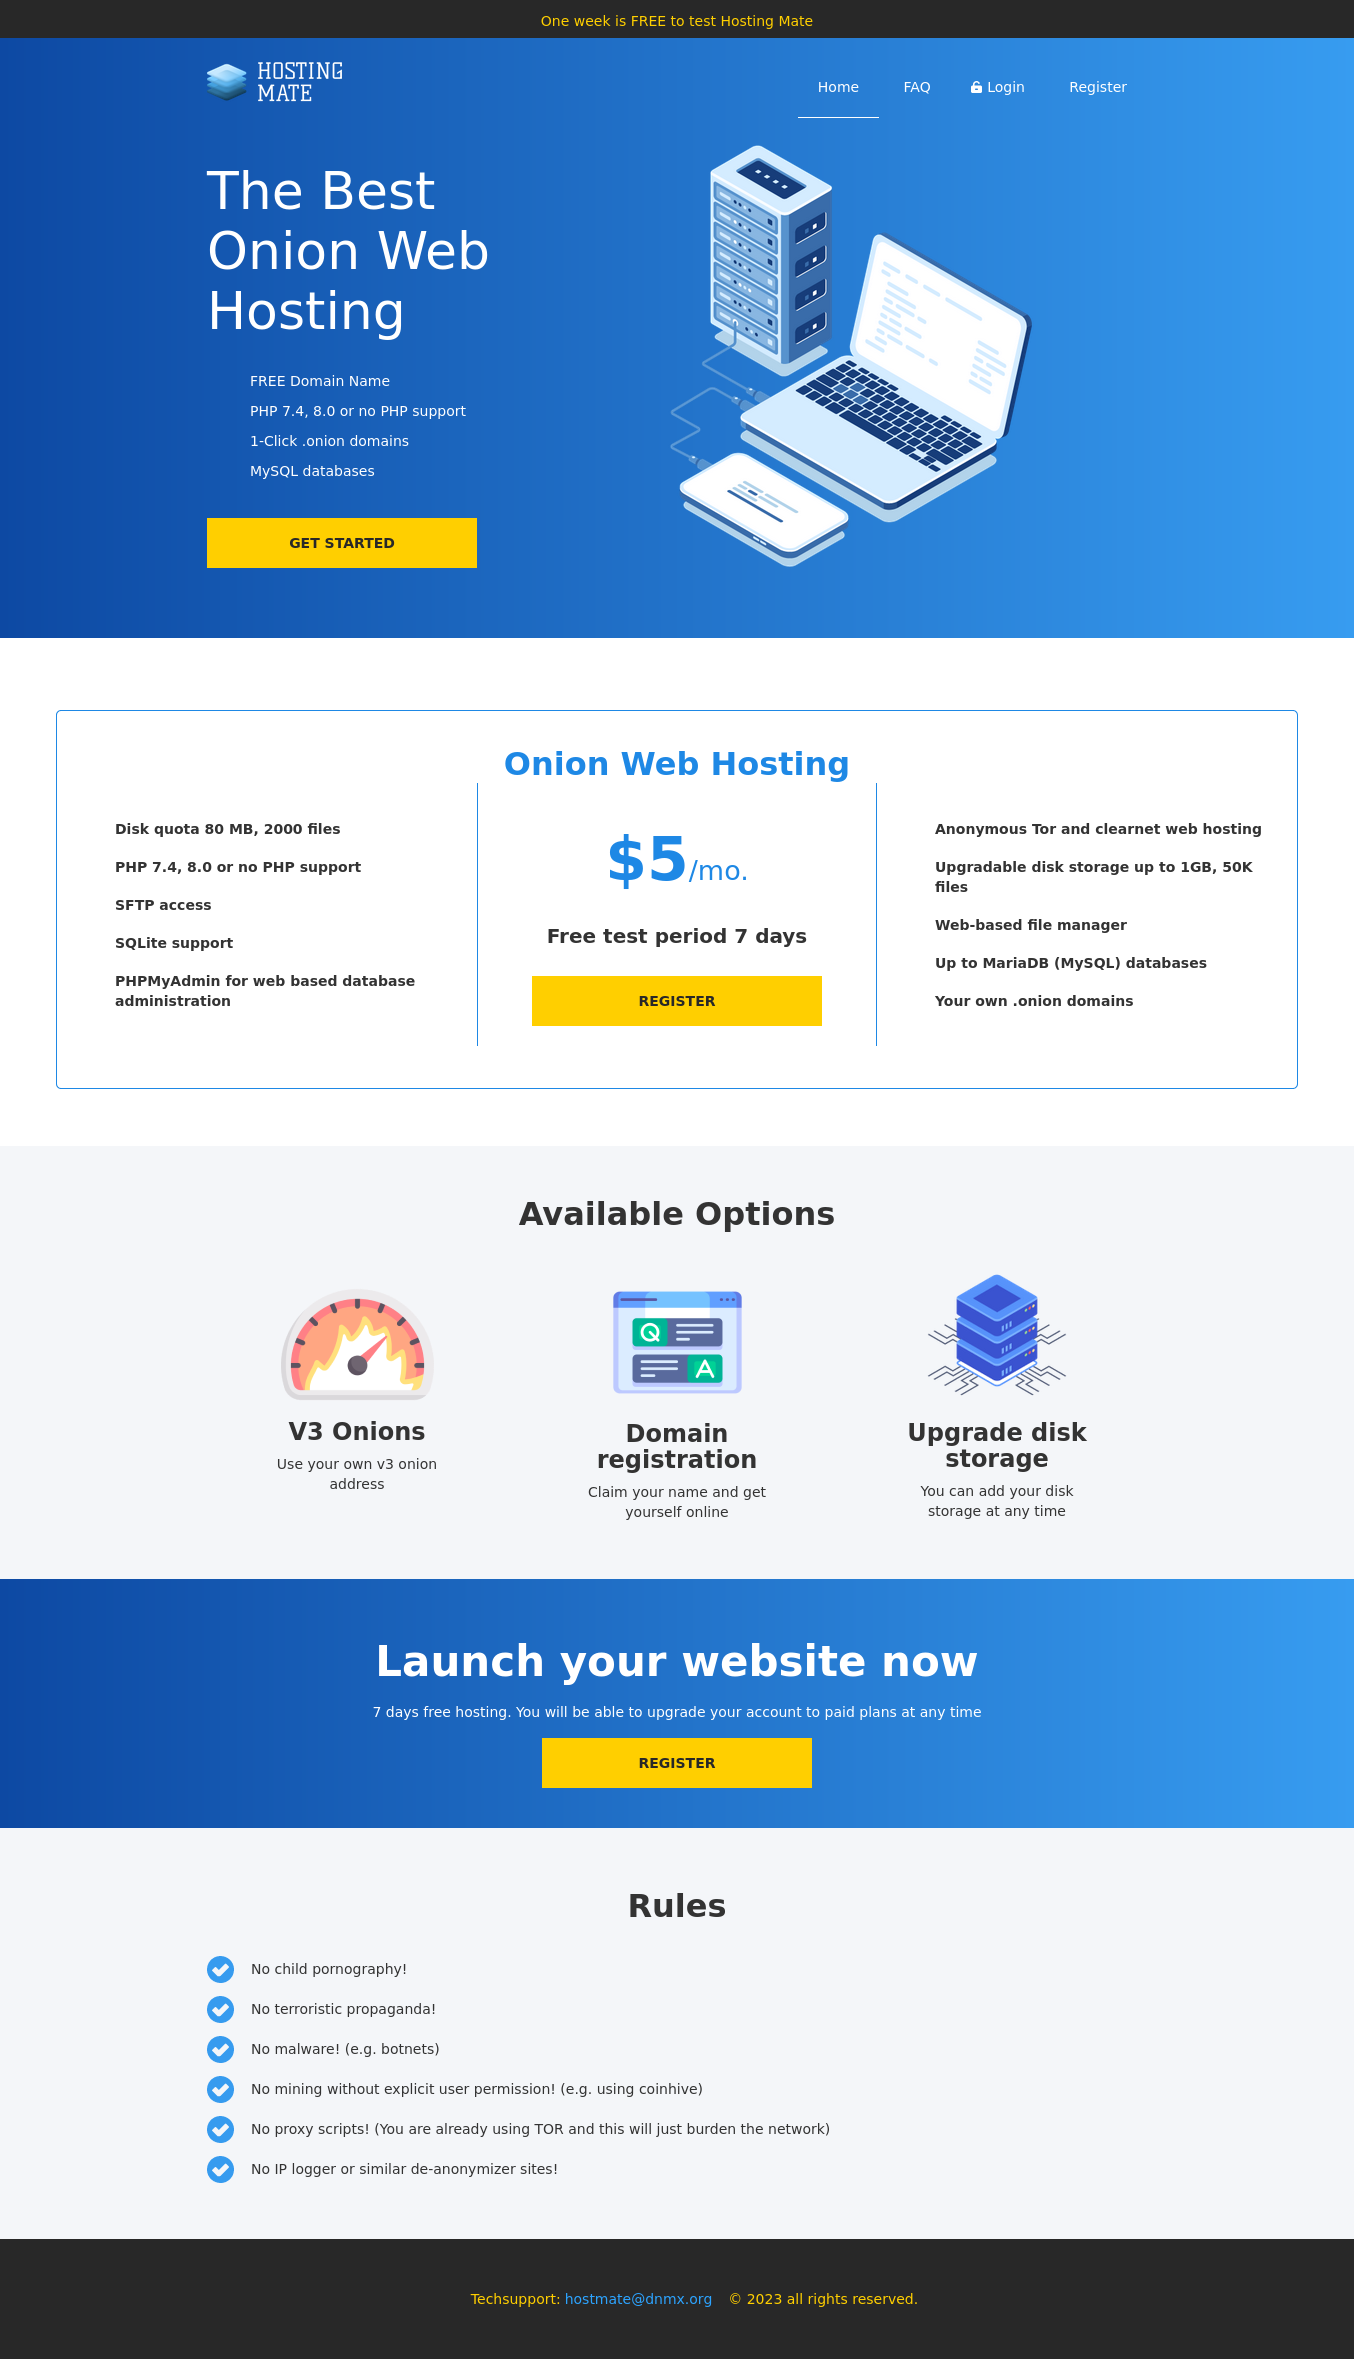 One week is FREE to test Hosting Mate
HOSTING
MATE
Home
FAQ
Login
Register
The Best
Onion Web
Hosting
FREE Domain Name
PHP 7.4, 8.0 or no PHP support
1-Click .onion domains
MySQL databases
GET STARTED
Onion Web Hosting
Disk quota 80 MB, 2000 files
PHP 7.4, 8.0 or no PHP support
SFTP access
SQLite support
PHPMyAdmin for web based database
administration
$5/mo.
Free test period 7 days
REGISTER
Anonymous Tor and clearnet web hosting
Upgradable disk storage up to 1GB, 50K
files
Web-based file manager
Up to MariaDB (MySQL) databases
Your own .onion domains
Available Options
Q
A
V3 Onions
Use your own v3 onion
address
Domain
registration
Claim your name and get
yourself online
Upgrade disk
storage
You can add your disk
storage at any time
Launch your website now
7 days free hosting. You will be able to upgrade your account to paid plans at any time
REGISTER
Rules
No child pornography!
No terroristic propaganda!
No malware! (e.g. botnets)
No mining without explicit user permission! (e.g. using coinhive)
No proxy scripts! (You are already using TOR and this will just burden the network)
No IP logger or similar de-anonymizer sites!
Techsupport: hostmate@dnmx.org © 2023 all rights reserved.